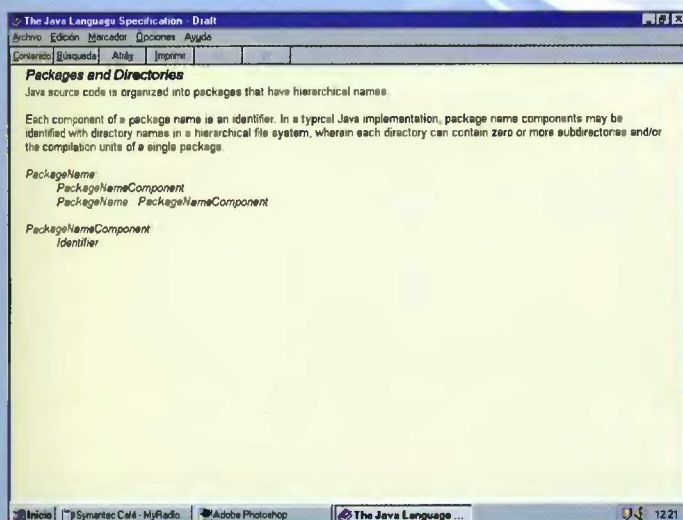 The Java Language Specification - Draft
Archivo Edición Marcador Opciones Ayuda
Contenido Búsqueda Atrás Imprimir
Packages and Directories
Java source code is organized into packages that have hierarchical names.
Each component of a package name is an identifier. In a typical Java implementation, package name components may be
identified with directory names in a hierarchical file system, wherein each directory can contain zero or more subdirectories and/or
the compilation units of a single package.
PackageName:
PackageNameComponent
PackageName . PackageNameComponent
PackageNameComponent:
Identifier
Inicio Symantec Café - MyRadio Adobe Photoshop The Java Language ... 12:21